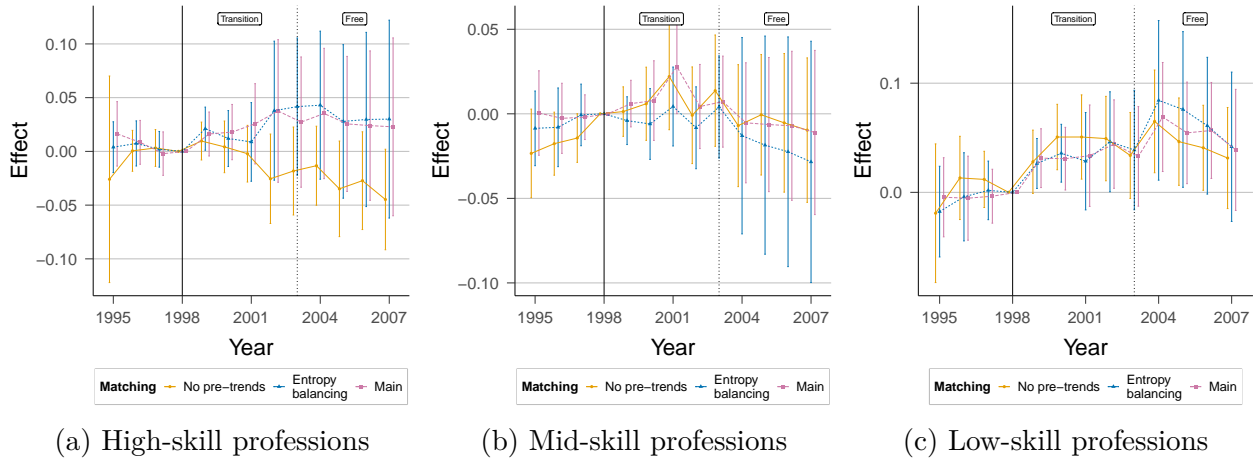 Transition
Free
0.10
0.05
0.00
−0.05
−0.10
Effect
1995
1998
2001
2004
2007
Year
Matching
No pre-trends
Entropy
balancing
Main
(a) High-skill professions
Transition
Free
0.05
0.00
−0.05
−0.10
Effect
1995
1998
2001
2004
2007
Year
Matching
No pre-trends
Entropy
balancing
Main
(b) Mid-skill professions
Transition
Free
0.1
0.0
Effect
1995
1998
2001
2004
2007
Year
Matching
No pre-trends
Entropy
balancing
Main
(c) Low-skill professions